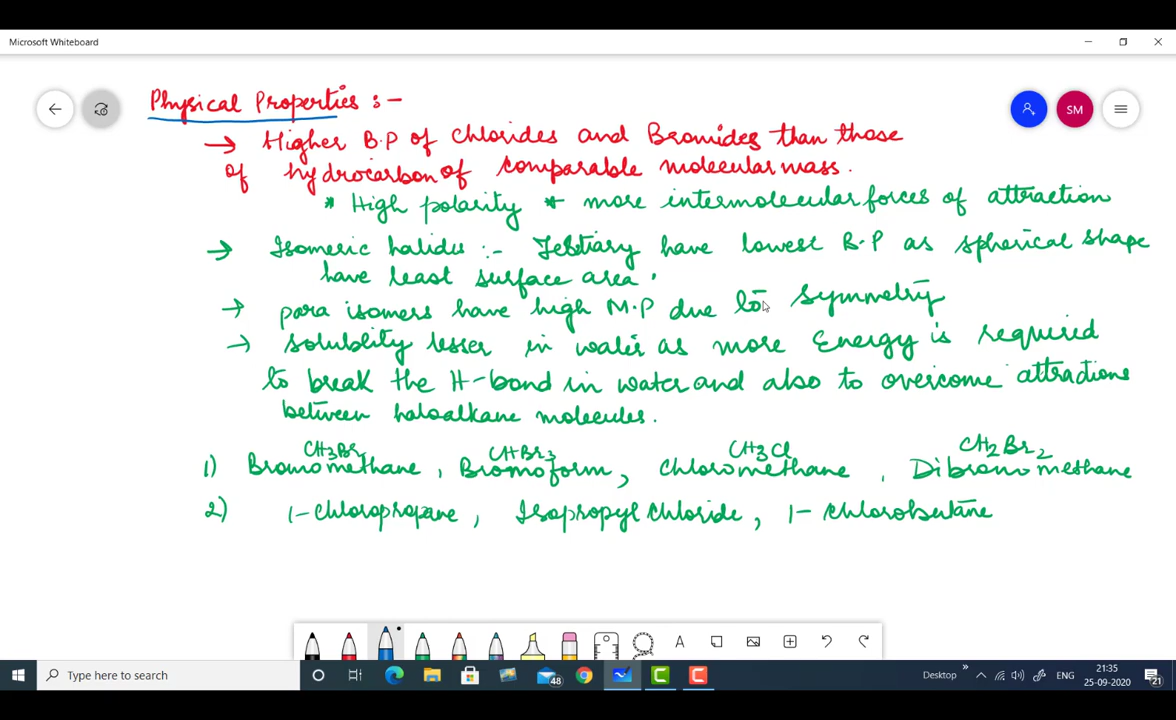 Microsoft Whiteboard
Physical Properties :-
→ Higher B.P of Chlorides and Bromides than those
of hydrocarbon of comparable molecular mass.
* High polarity * more intermolecular forces of attraction
SM
→ Isomeric halides :- Tertiary have lowest B.P as spherical shape
have least surface area.
→ para isomers have high M.P due to symmetry
→ solubility lesser in water as more Energy is required
to break the H-bond in water and also to overcome attractions
between haloalkane molecules.
CH3Br CHBr3 CH3Cl CH2Br2
1) Bromomethane, Bromoform, Chloromethane, Dibromomethane
2) 1-chloropropane, Isopropyl chloride, 1-chlorobutane
A
Type here to search
48
Desktop
»
ENG
21:35
25-09-2020
21